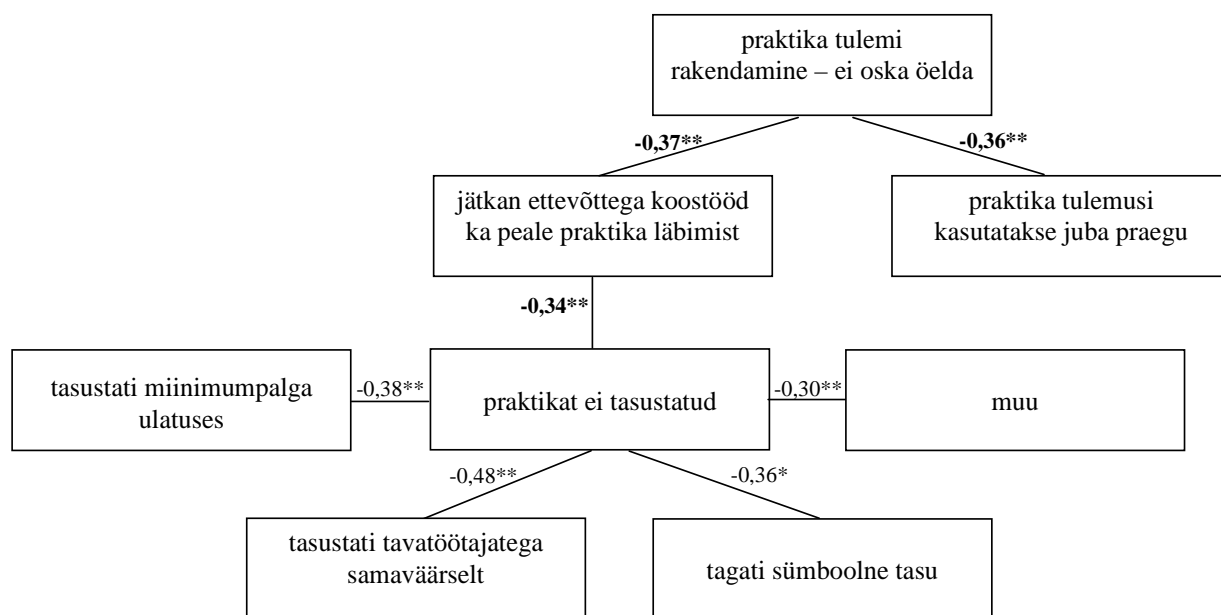 praktika tulemi
rakendamine – ei oska öelda
-0,37**
-0,36**
jätkan ettevõttega koostööd
ka peale praktika läbimist
praktika tulemusi
kasutatakse juba praegu
-0,34**
tasustati miinimumpalga
ulatuses
-0,38**
praktikat ei tasustatud
-0,30**
muu
-0,48**
-0,36*
tasustati tavatöötajatega
samaväärselt
tagati sümboolne tasu